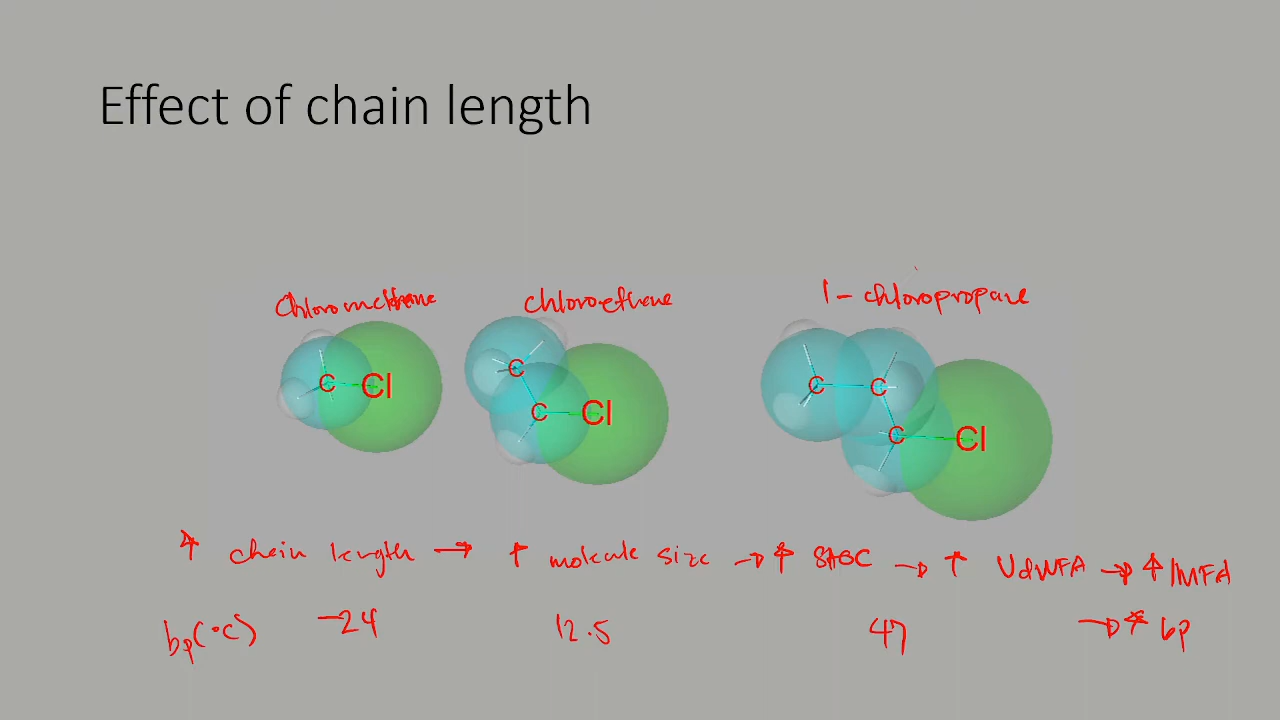 Effect of chain length
chloromethane chloroethane 1-chloropropane
C Cl
C
C Cl
C C
C Cl
↑ chain length → ↑ molecule size → ↑ SAOC → ↑ VdWFA → ↑ IMFA
bp(°C) -24 12.5 47 → ↑ bp